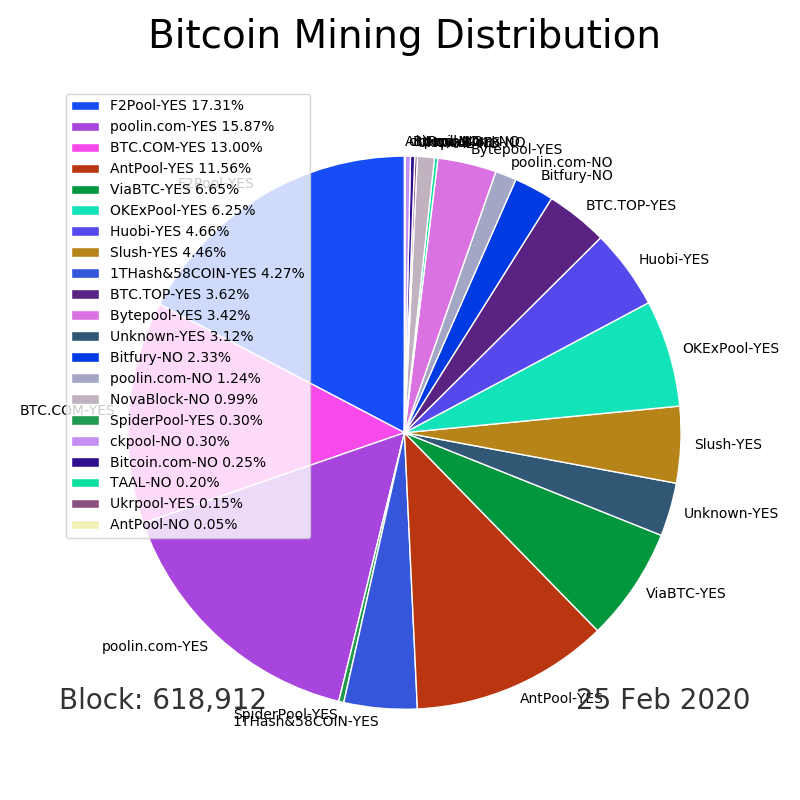 Bitcoin Mining Distribution
F2Pool-YES 17.31%
poolin.com-YES 15.87%
BTC.COM-YES 13.00%
AntPool-YES 11.56%
ViaBTC-YES 6.65%
OKExPool-YES 6.25%
Huobi-YES 4.66%
Slush-YES 4.46%
1THash&58COIN-YES 4.27%
BTC.TOP-YES 3.62%
Bytepool-YES 3.42%
Unknown-YES 3.12%
Bitfury-NO 2.33%
poolin.com-NO 1.24%
NovaBlock-NO 0.99%
SpiderPool-YES 0.30%
ckpool-NO 0.30%
Bitcoin.com-NO 0.25%
TAAL-NO 0.20%
Ukrpool-YES 0.15%
AntPool-NO 0.05%
Bytepool-YES
poolin.com-NO
Bitfury-NO
F2Pool-YES
BTC.TOP-YES
Huobi-YES
OKExPool-YES
BTC.COM-YES
Slush-YES
Unknown-YES
ViaBTC-YES
poolin.com-YES
AntPool-YES
SpiderPool-YES
1THash&58COIN-YES
Block: 618,912
25 Feb 2020